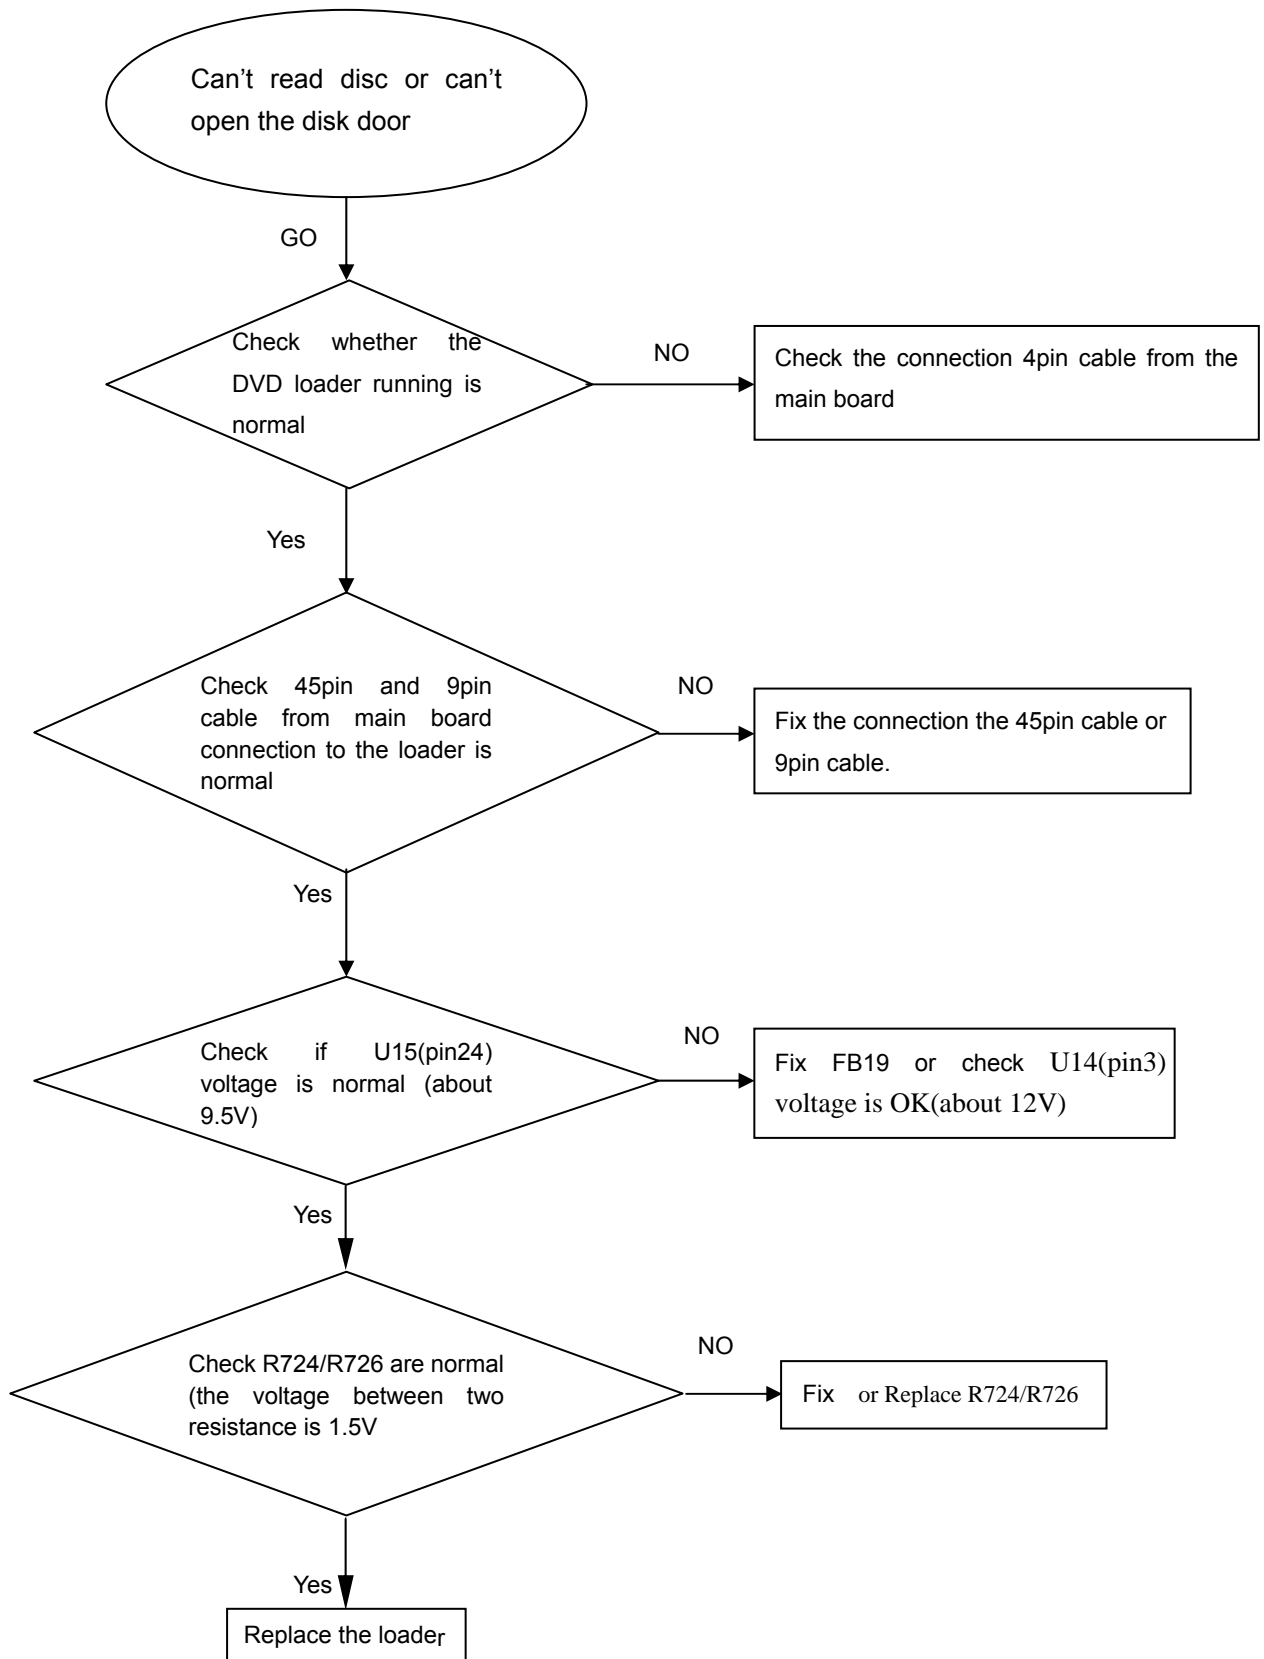 Can't read disc or can't
open the disk door
GO
Check whether the
DVD loader running is
normal
NO
Check the connection 4pin cable from the
main board
Yes
Check 45pin and 9pin
cable from main board
connection to the loader is
normal
NO
Fix the connection the 45pin cable or
9pin cable.
Yes
Check if U15(pin24)
voltage is normal (about
9.5V)
NO
Fix FB19 or check U14(pin3)
voltage is OK(about 12V)
Yes
Check R724/R726 are normal
(the voltage between two
resistance is 1.5V
NO
Fix or Replace R724/R726
Yes
Replace the loader